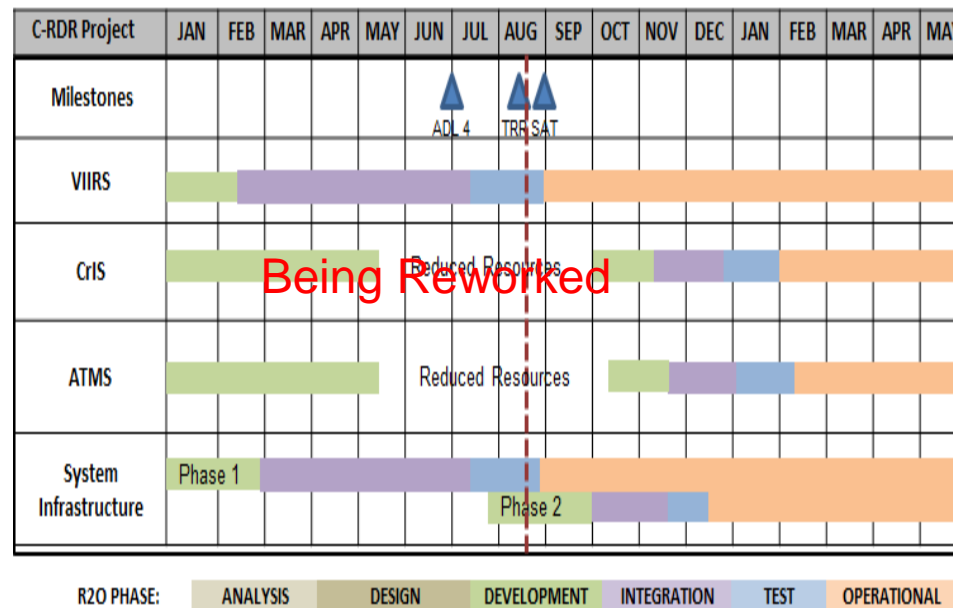 C-RDR Project JAN FEB MAR APR MAY JUN JUL AUG SEP OCT NOV DEC JAN FEB MAR APR MAY
Milestones
ADL 4 TRR SAT
VIIRS
CrIS Reduced Resources
Being Reworked
ATMS Reduced Resources
System
Infrastructure
Phase 1
Phase 2
R2O PHASE: ANALYSIS DESIGN DEVELOPMENT INTEGRATION TEST OPERATIONAL